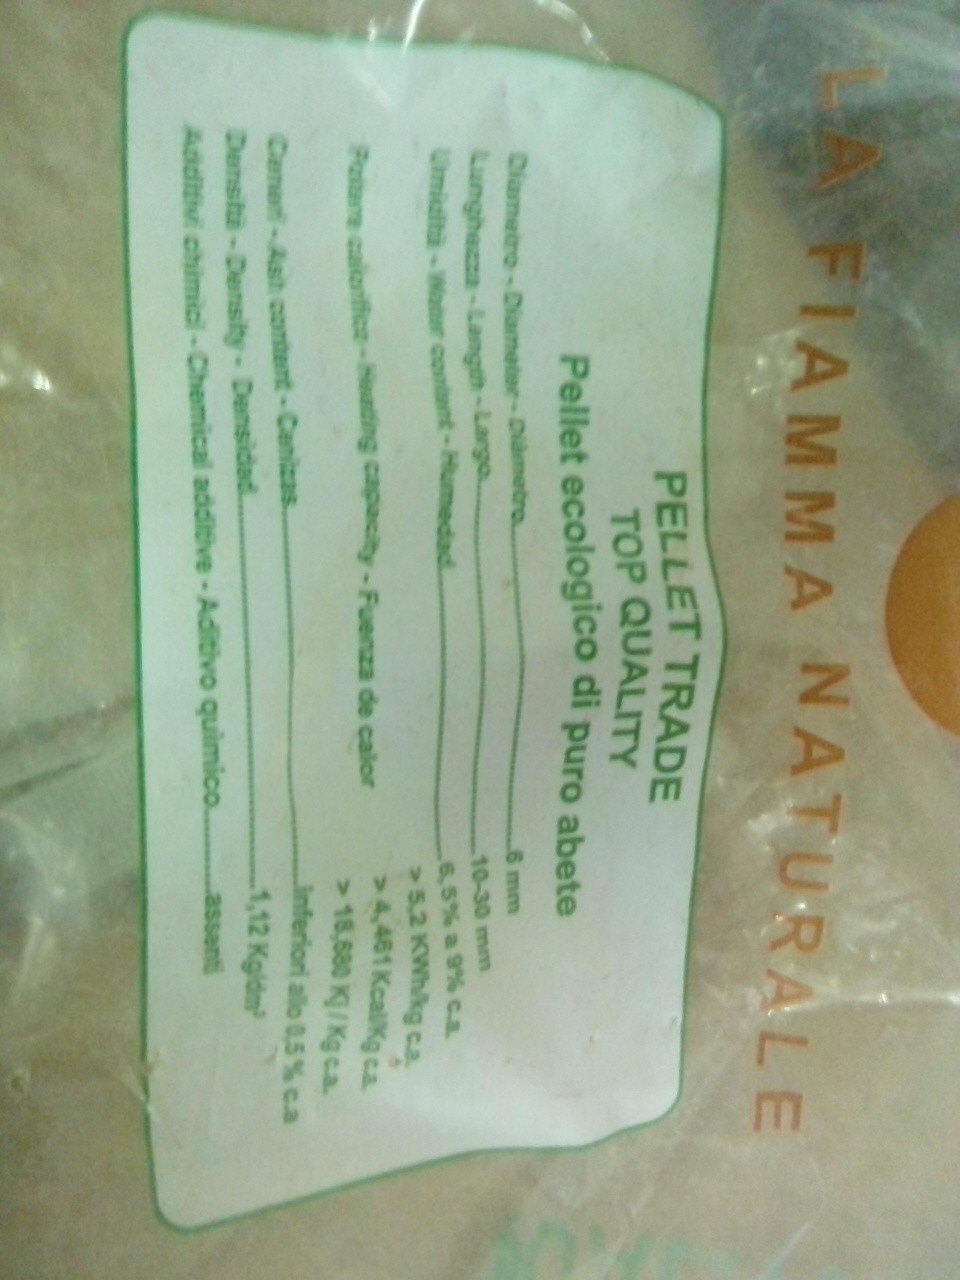 LA FIAMMA NATURALE
PELLET TRADE
TOP QUALITY
Pellet ecologico di puro abete
Diametro - Diameter - Diàmetro..........6 mm
Lunghezza - Length - Largo..........10-30 mm
Umidità - Water content - Humedad..........6,5% a 9% c.a.
> 5,2 KWh/kg c.a.
Potere calorifico - Heating capacity - Fuenza de calor > 4,461 Kcal/Kg c.a.
> 18,680 Kj / Kg c.a.
Ceneri - Ash content - Cenizas..........Inferiori allo 0,5 % c.a
Densità - Density - Densidad..........1,12 Kg/dm³
Additivi chimici - Chemical additive - Aditivo quìmico..........assenti